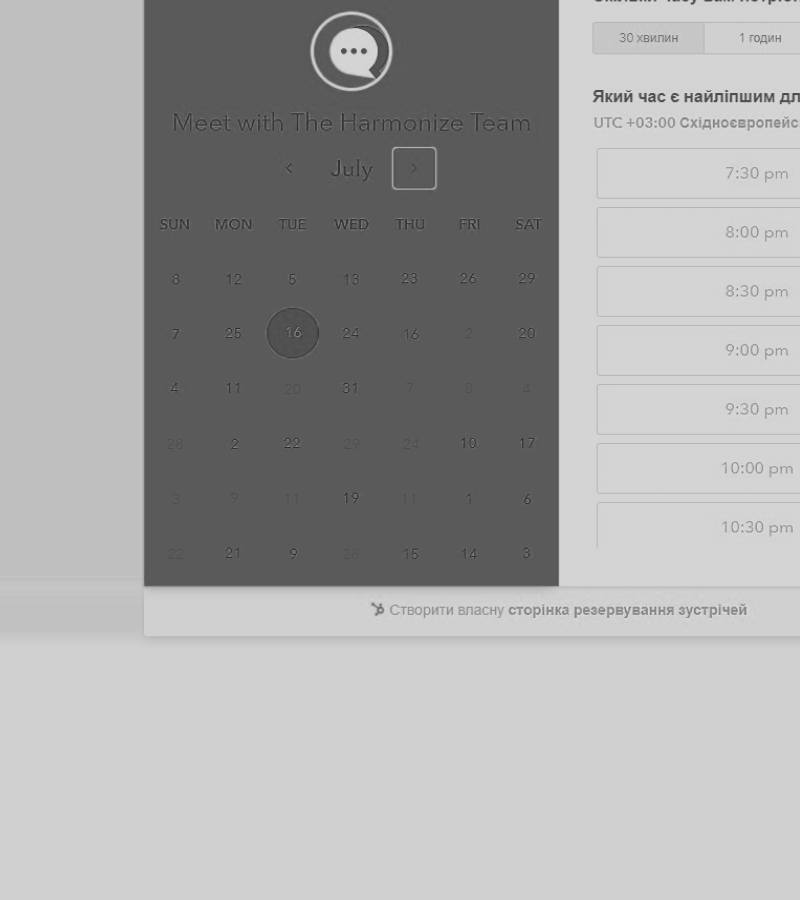 30 хвилин
1 годин
Meet with The Harmonize Team
Який час є найліпшим
UTC +03:00
July
SUN MON TUE WED THU FRI SAT
8 12 5 13 23 26 29
7 25 16 24 16 2 20
4 11 20 31 7 8 4
28 2 22 29 24 10 17
3 9 11 19 11 1 6
22 21 9 28 15 14 3
7:30 pm
8:00 pm
8:30 pm
9:00 pm
9:30 pm
10:00 pm
10:30 pm
Створити власну сторінка резервування зустрічей